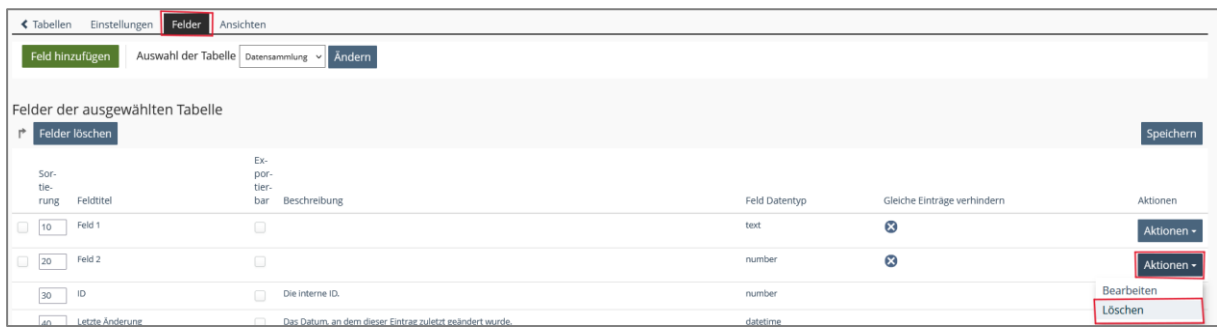 Tabellen Einstellungen Felder Ansichten
Feld hinzufügen Auswahl der Tabelle Datensammlung Ändern
Felder der ausgewählten Tabelle
Felder löschen Speichern
Sor-
tie-
rung Feldtitel Ex-
por-
tier-
bar Beschreibung Feld Datentyp Gleiche Einträge verhindern Aktionen
10 Feld 1 text Aktionen
20 Feld 2 number Aktionen
Bearbeiten
Löschen
30 ID Die interne ID. number
40 Letzte Änderung Das Datum, an dem dieser Eintrag zuletzt geändert wurde. datetime